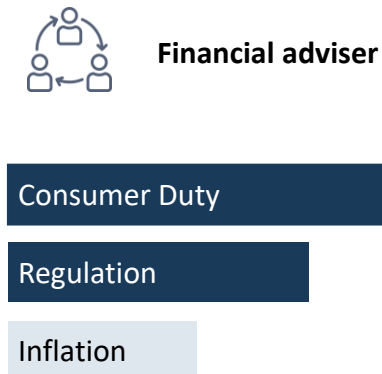 Financial adviser
Consumer Duty
Regulation
Inflation